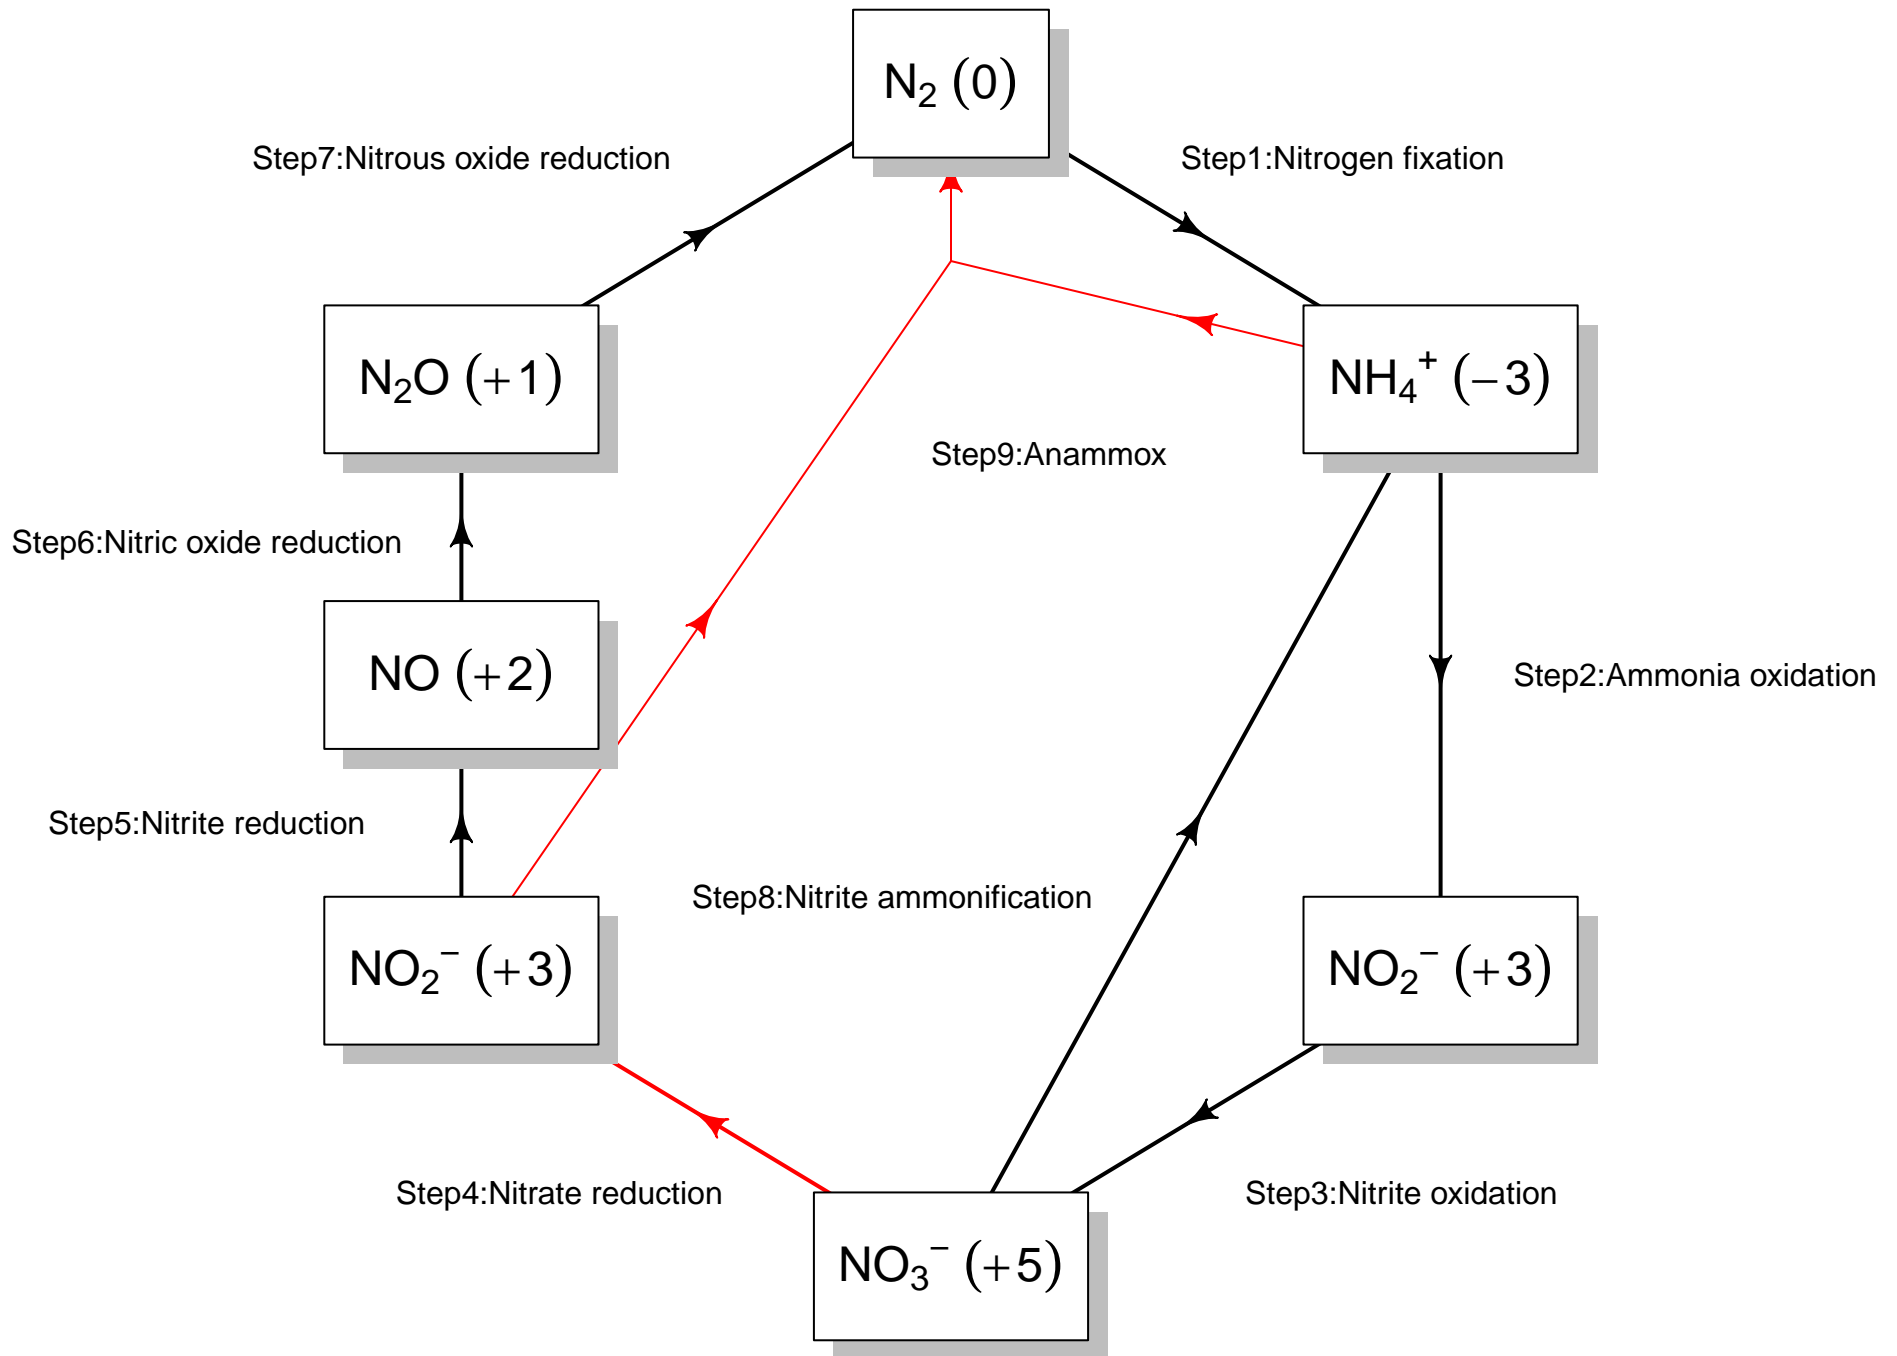 N₂ (0)
Step7:Nitrous oxide reduction
Step1:Nitrogen fixation
N₂O (+1)
NH₄⁺ (−3)
Step9:Anammox
Step6:Nitric oxide reduction
NO (+2)
Step2:Ammonia oxidation
Step5:Nitrite reduction
Step8:Nitrite ammonification
NO₂⁻ (+3)
NO₂⁻ (+3)
Step4:Nitrate reduction
Step3:Nitrite oxidation
NO₃⁻ (+5)